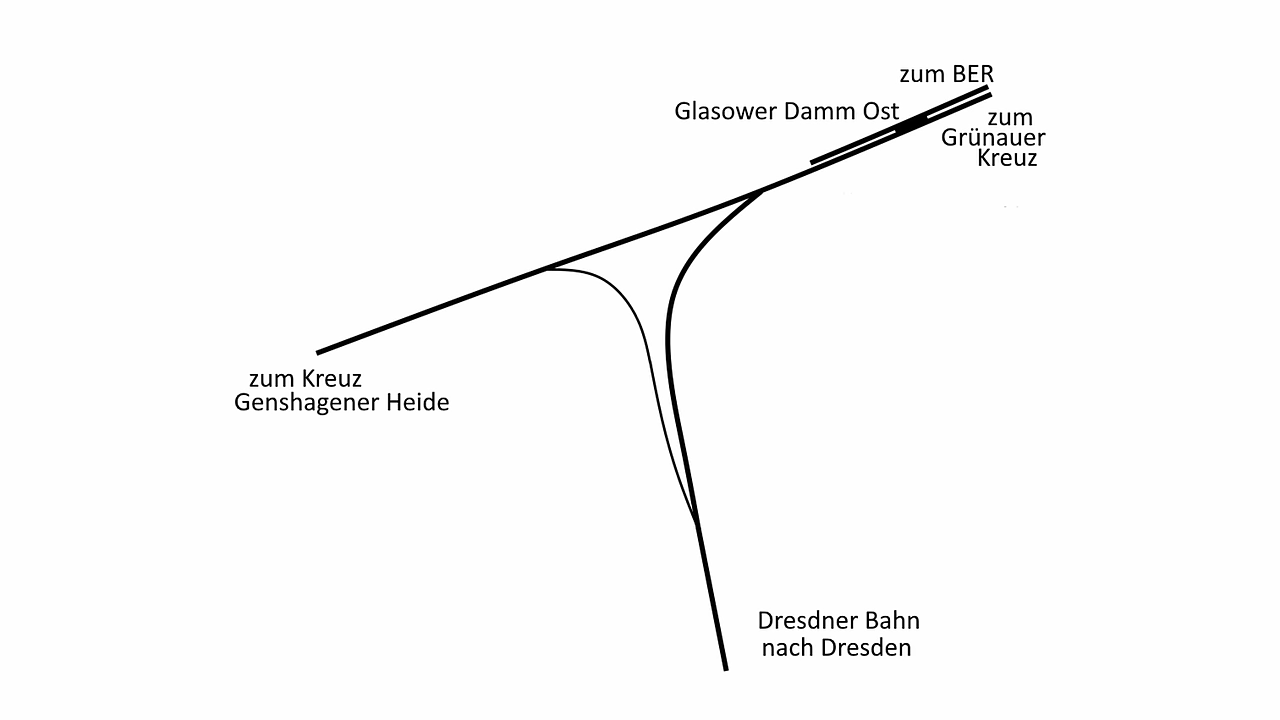 zum BER
Glasower Damm Ost
zum
Grünauer
Kreuz
zum Kreuz
Genshagener Heide
Dresdner Bahn
nach Dresden